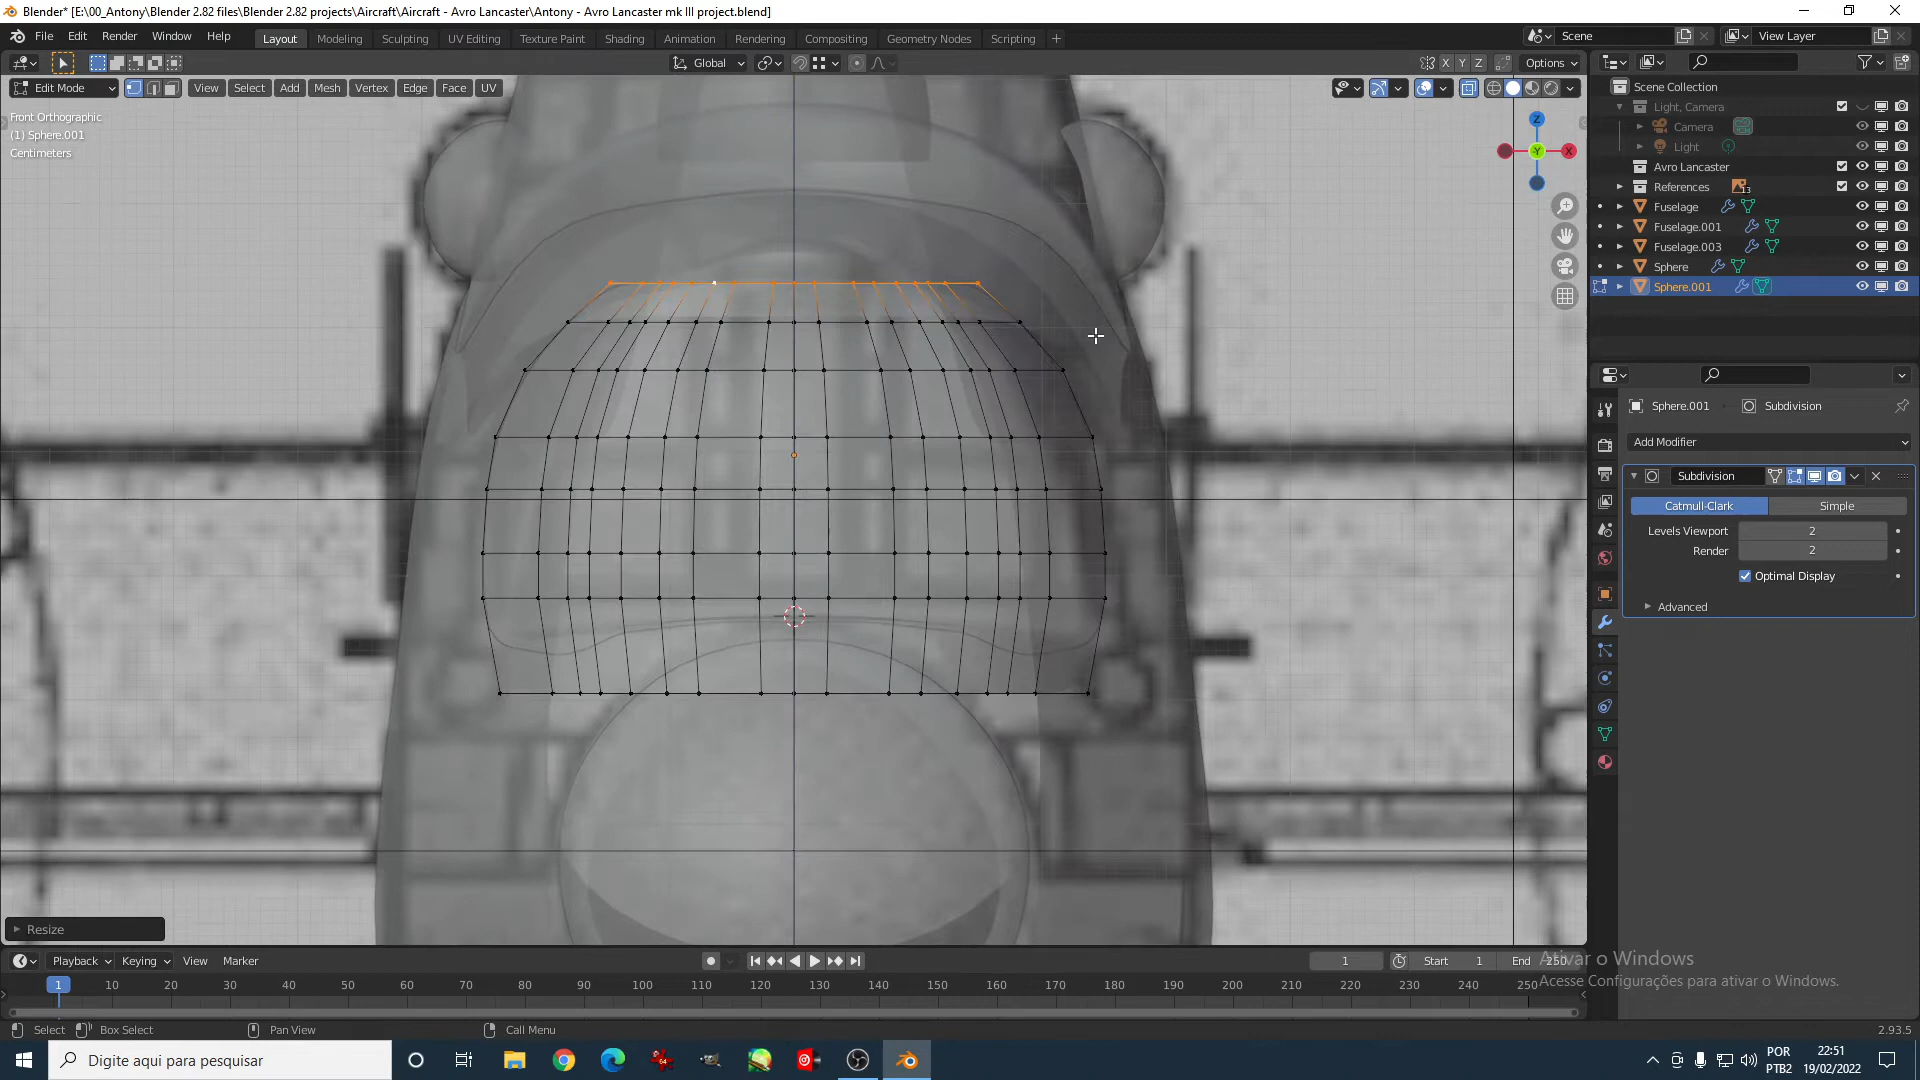 Blender* [E:\00_Antony\Blender 2.82 files\Blender 2.82 projects\Aircraft\Aircraft - Avro Lancaster\Antony - Avro Lancaster mk III project.blend]
File Edit Render Window Help Layout Modeling Sculpting UV Editing Texture Paint Shading Animation Rendering Compositing Geometry Nodes Scripting + Scene View Layer
Global X Y Z Options
Edit Mode View Select Add Mesh Vertex Edge Face UV
Front Orthographic
(1) Sphere.001
Centimeters
Z
-Y
X
Scene Collection
Light, Camera
Camera
Light
Avro Lancaster
References 13
Fuselage
Fuselage.001
Fuselage.003
Sphere
Sphere.001
Sphere.001 Subdivision
Add Modifier
Subdivision
Catmull-Clark Simple
Levels Viewport 2
Render 2
Optimal Display
Advanced
Resize
Playback Keying View Marker 1 Start 1 End 250
1 10 20 30 40 50 60 70 80 90 100 110 120 130 140 150 160 170 180 190 200 210 220 230 240 250
Ativar o Windows
Acesse Configurações para ativar o Windows.
Select Box Select Pan View Call Menu 2.93.5
Digite aqui para pesquisar
64
POR
PTB2
22:51
19/02/2022